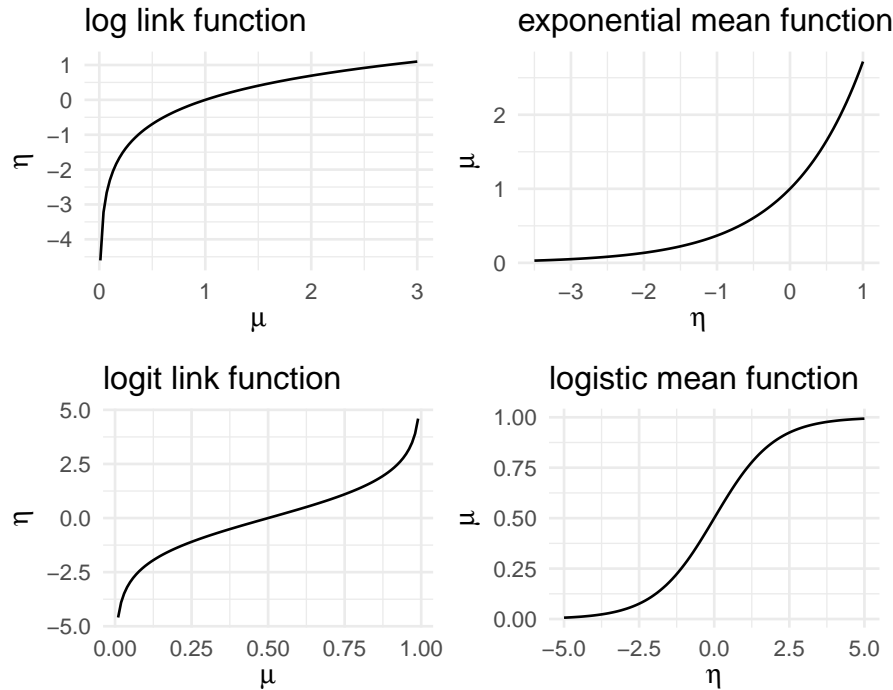 log link function
1
0
−1
−2
−3
−4
η
0 1 2 3
μ
exponential mean function
2
1
0
μ
−3 −2 −1 0 1
η
logit link function
5.0
2.5
0.0
−2.5
−5.0
η
0.00 0.25 0.50 0.75 1.00
μ
logistic mean function
1.00
0.75
0.50
0.25
0.00
μ
−5.0 −2.5 0.0 2.5 5.0
η